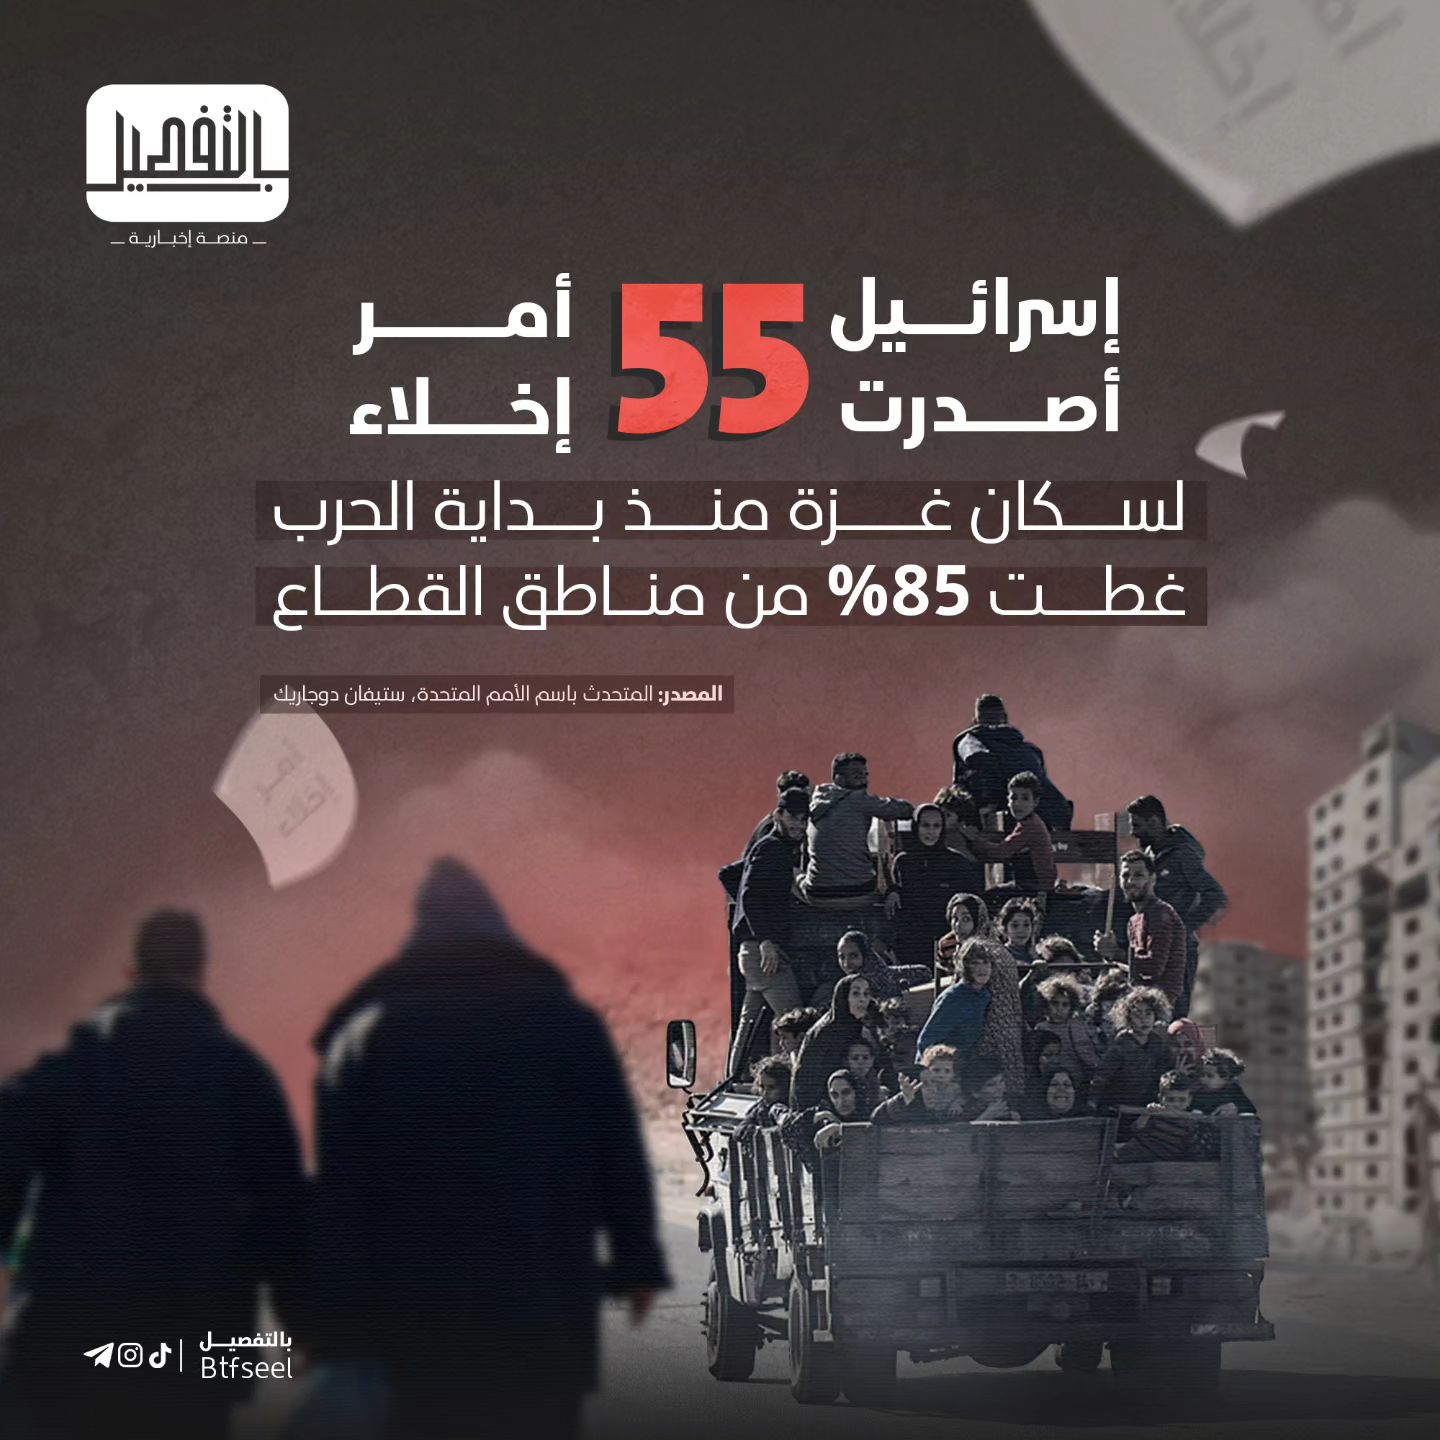 بالتفصيل
منصة إخبارية
إسرائيل
أصدرت
55
أمر
إخلاء
لسكان غزة منذ بداية الحرب
غطت 85% من مناطق القطاع
المصدر: المتحدث باسم الأمم المتحدة، ستيفان دوجاريك
أمر
إخلاء
بالتفصيل
Btfseel